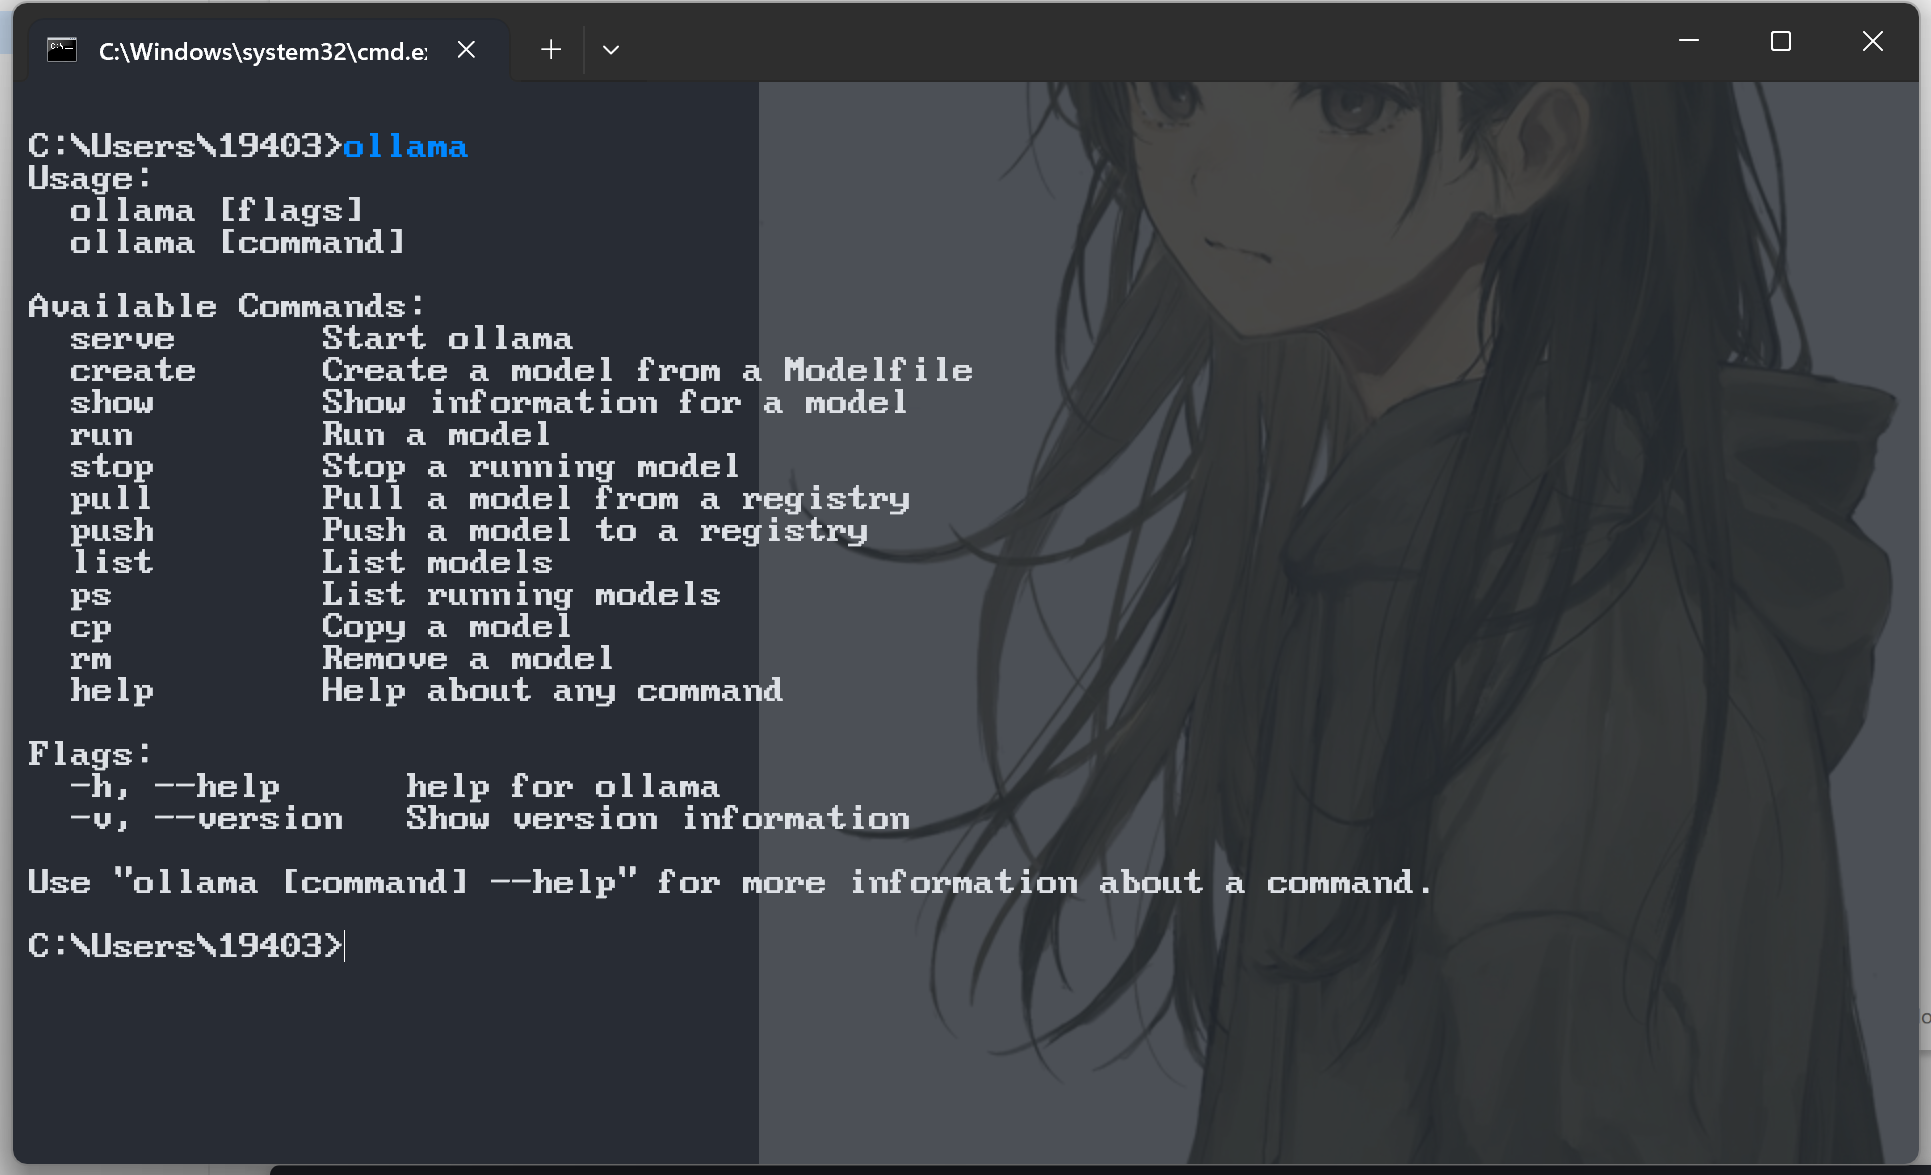 C:\Windows\system32\cmd.e
C:\Users\19403>ollama
Usage:
  ollama [flags]
  ollama [command]

Available Commands:
  serve       Start ollama
  create      Create a model from a Modelfile
  show        Show information for a model
  run         Run a model
  stop        Stop a running model
  pull        Pull a model from a registry
  push        Push a model to a registry
  list        List models
  ps          List running models
  cp          Copy a model
  rm          Remove a model
  help        Help about any command

Flags:
  -h, --help      help for ollama
  -v, --version   Show version information

Use "ollama [command] --help" for more information about a command.

C:\Users\19403>